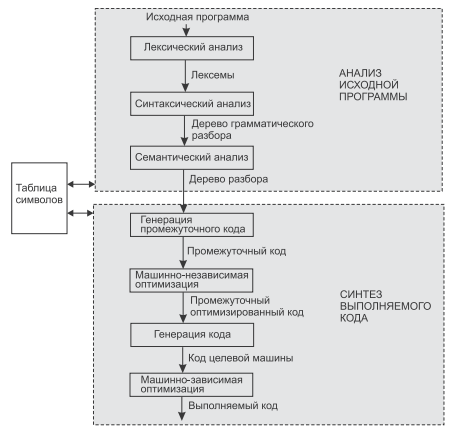 Исходная программа
Лексический анализ
Лексемы
Синтаксический анализ
Дерево грамматического
разбора
Семантический анализ
Дерево разбора
АНАЛИЗ
ИСХОДНОЙ
ПРОГРАММЫ
Таблица
символов
Генерация
промежуточного кода
Промежуточный код
Машинно-независимая
оптимизация
Промежуточный
оптимизированный код
Генерация кода
Код целевой машины
Машинно-зависимая
оптимизация
Выполняемый код
СИНТЕЗ
ВЫПОЛНЯЕМОГО
КОДА